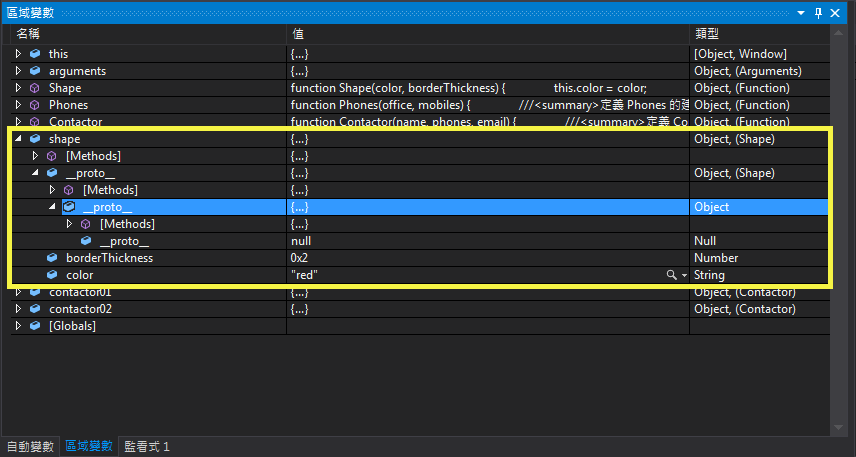 區域變數
名稱 值 類型
this {...} [Object, Window]
arguments {...} Object, (Arguments)
Shape function Shape(color, borderThickness) { this.color = color; Object, (Function)
Phones function Phones(office, mobiles) { ///<summary>定義 Phones 的建 Object, (Function)
Contactor function Contactor(name, phones, email) { ///<summary>定義 Co Object, (Function)
shape {...} Object, (Shape)
[Methods] {...}
__proto__ {...} Object, (Shape)
[Methods] {...}
__proto__ {...} Object
[Methods] {...}
__proto__ null Null
borderThickness 0x2 Number
color "red" String
contactor01 {...} Object, (Contactor)
contactor02 {...} Object, (Contactor)
[Globals] {...}
自動變數 區域變數 監看式 1